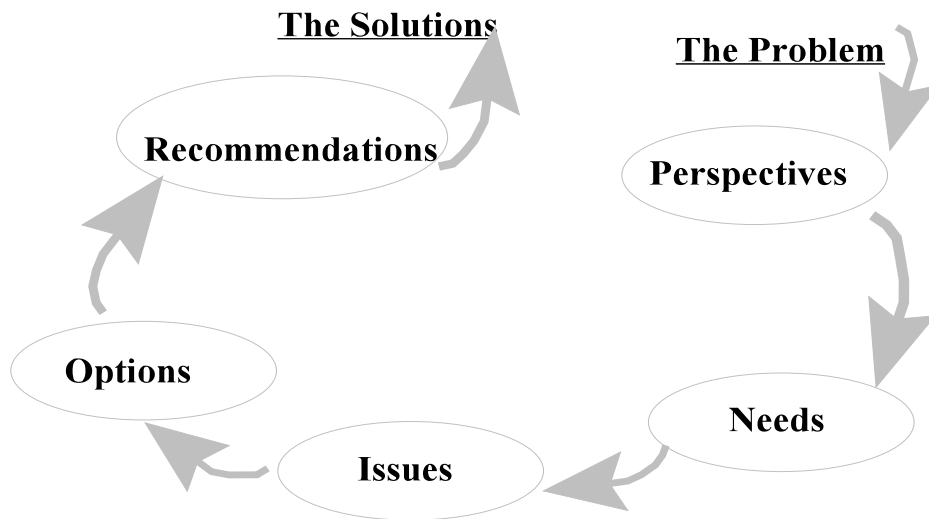 The Solutions
The Problem
Recommendations
Perspectives
Options
Needs
Issues